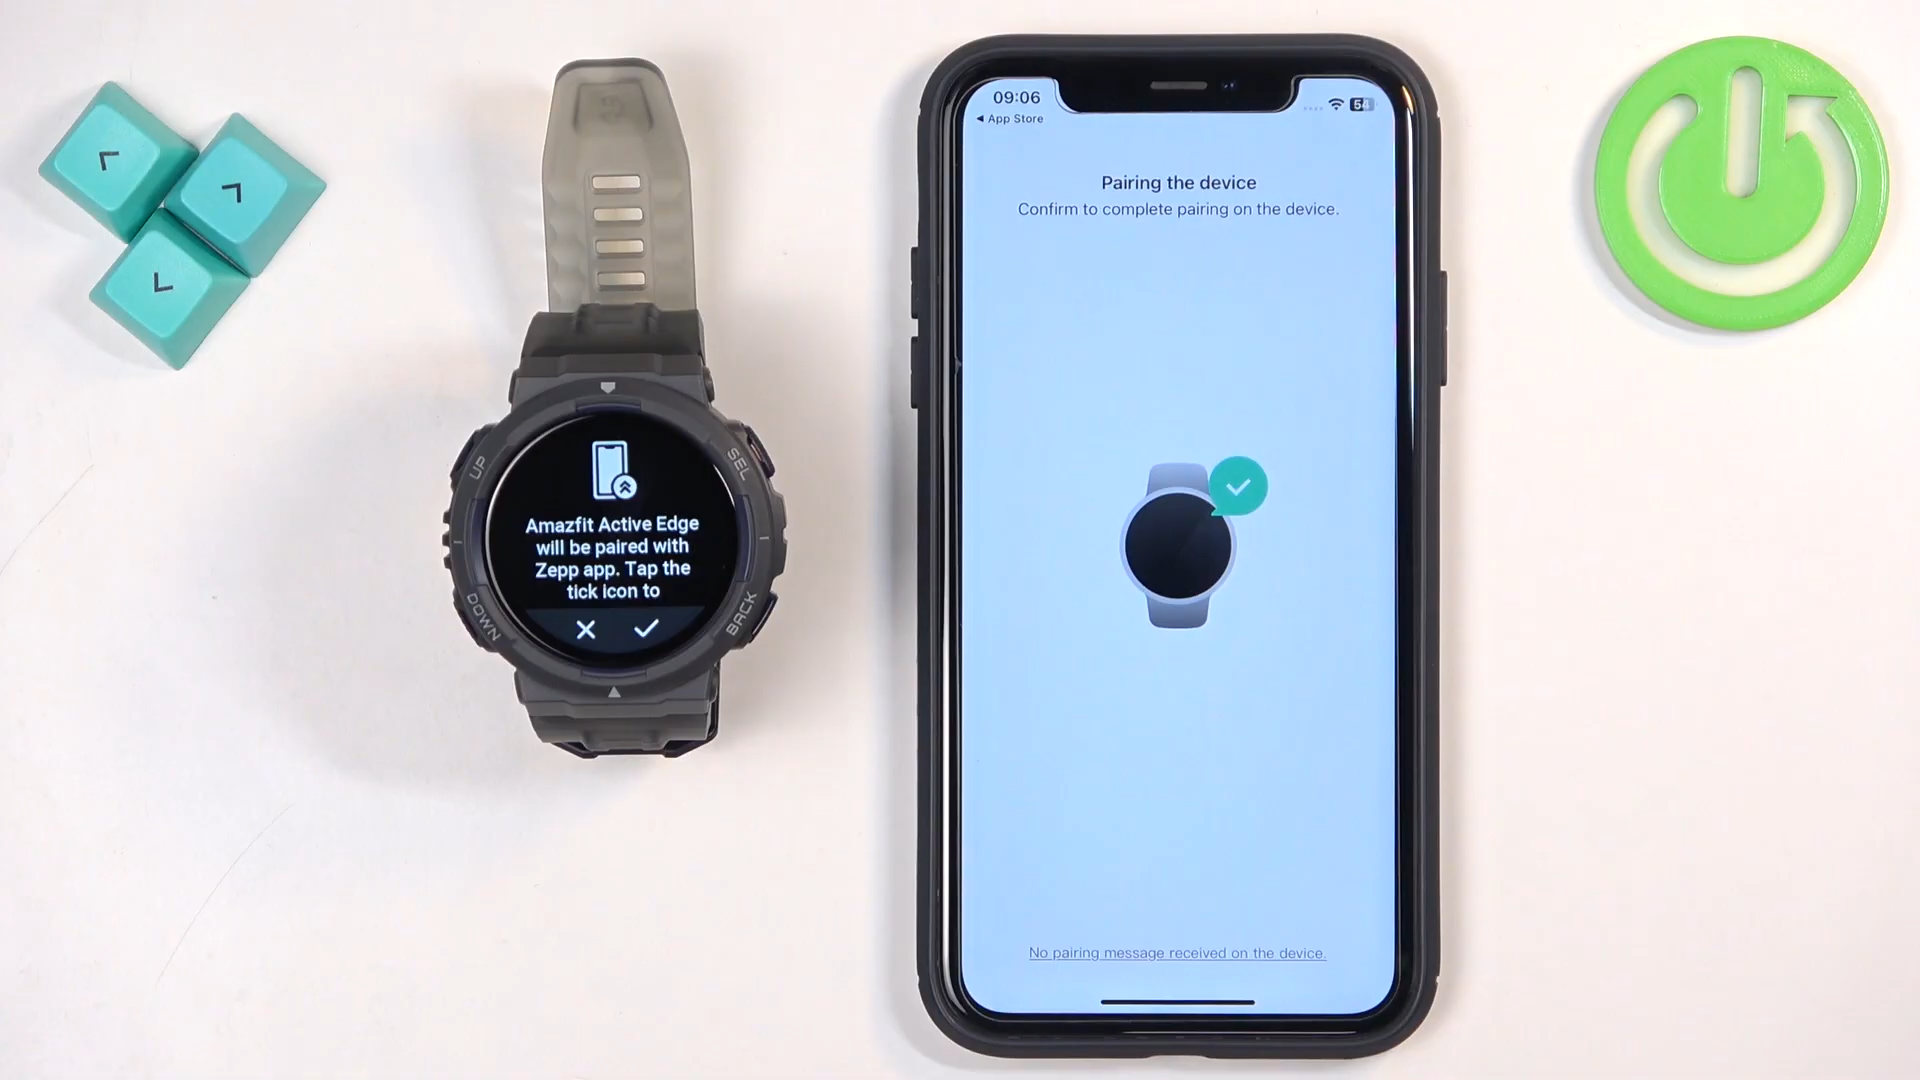 09:06
54
◂ App Store
Pairing the device
Confirm to complete pairing on the device.
No pairing message received on the device.
UP
SEL
DOWN
BACK
Amazfit Active Edge
will be paired with
Zepp app. Tap the
tick icon to